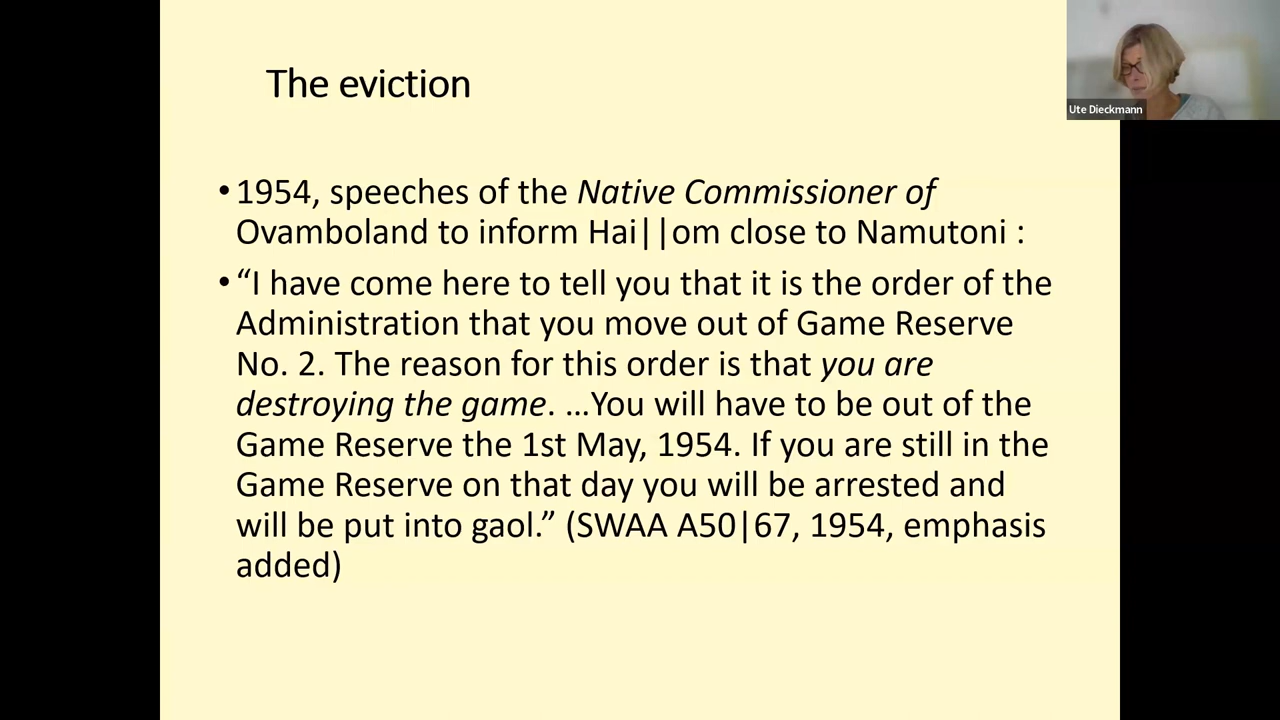 The eviction
Ute Dieckmann
•1954, speeches of the Native Commissioner of
Ovamboland to inform Hai||om close to Namutoni :
•“I have come here to tell you that it is the order of the
Administration that you move out of Game Reserve
No. 2. The reason for this order is that you are
destroying the game. …You will have to be out of the
Game Reserve the 1st May, 1954. If you are still in the
Game Reserve on that day you will be arrested and
will be put into gaol.” (SWAA A50|67, 1954, emphasis
added)